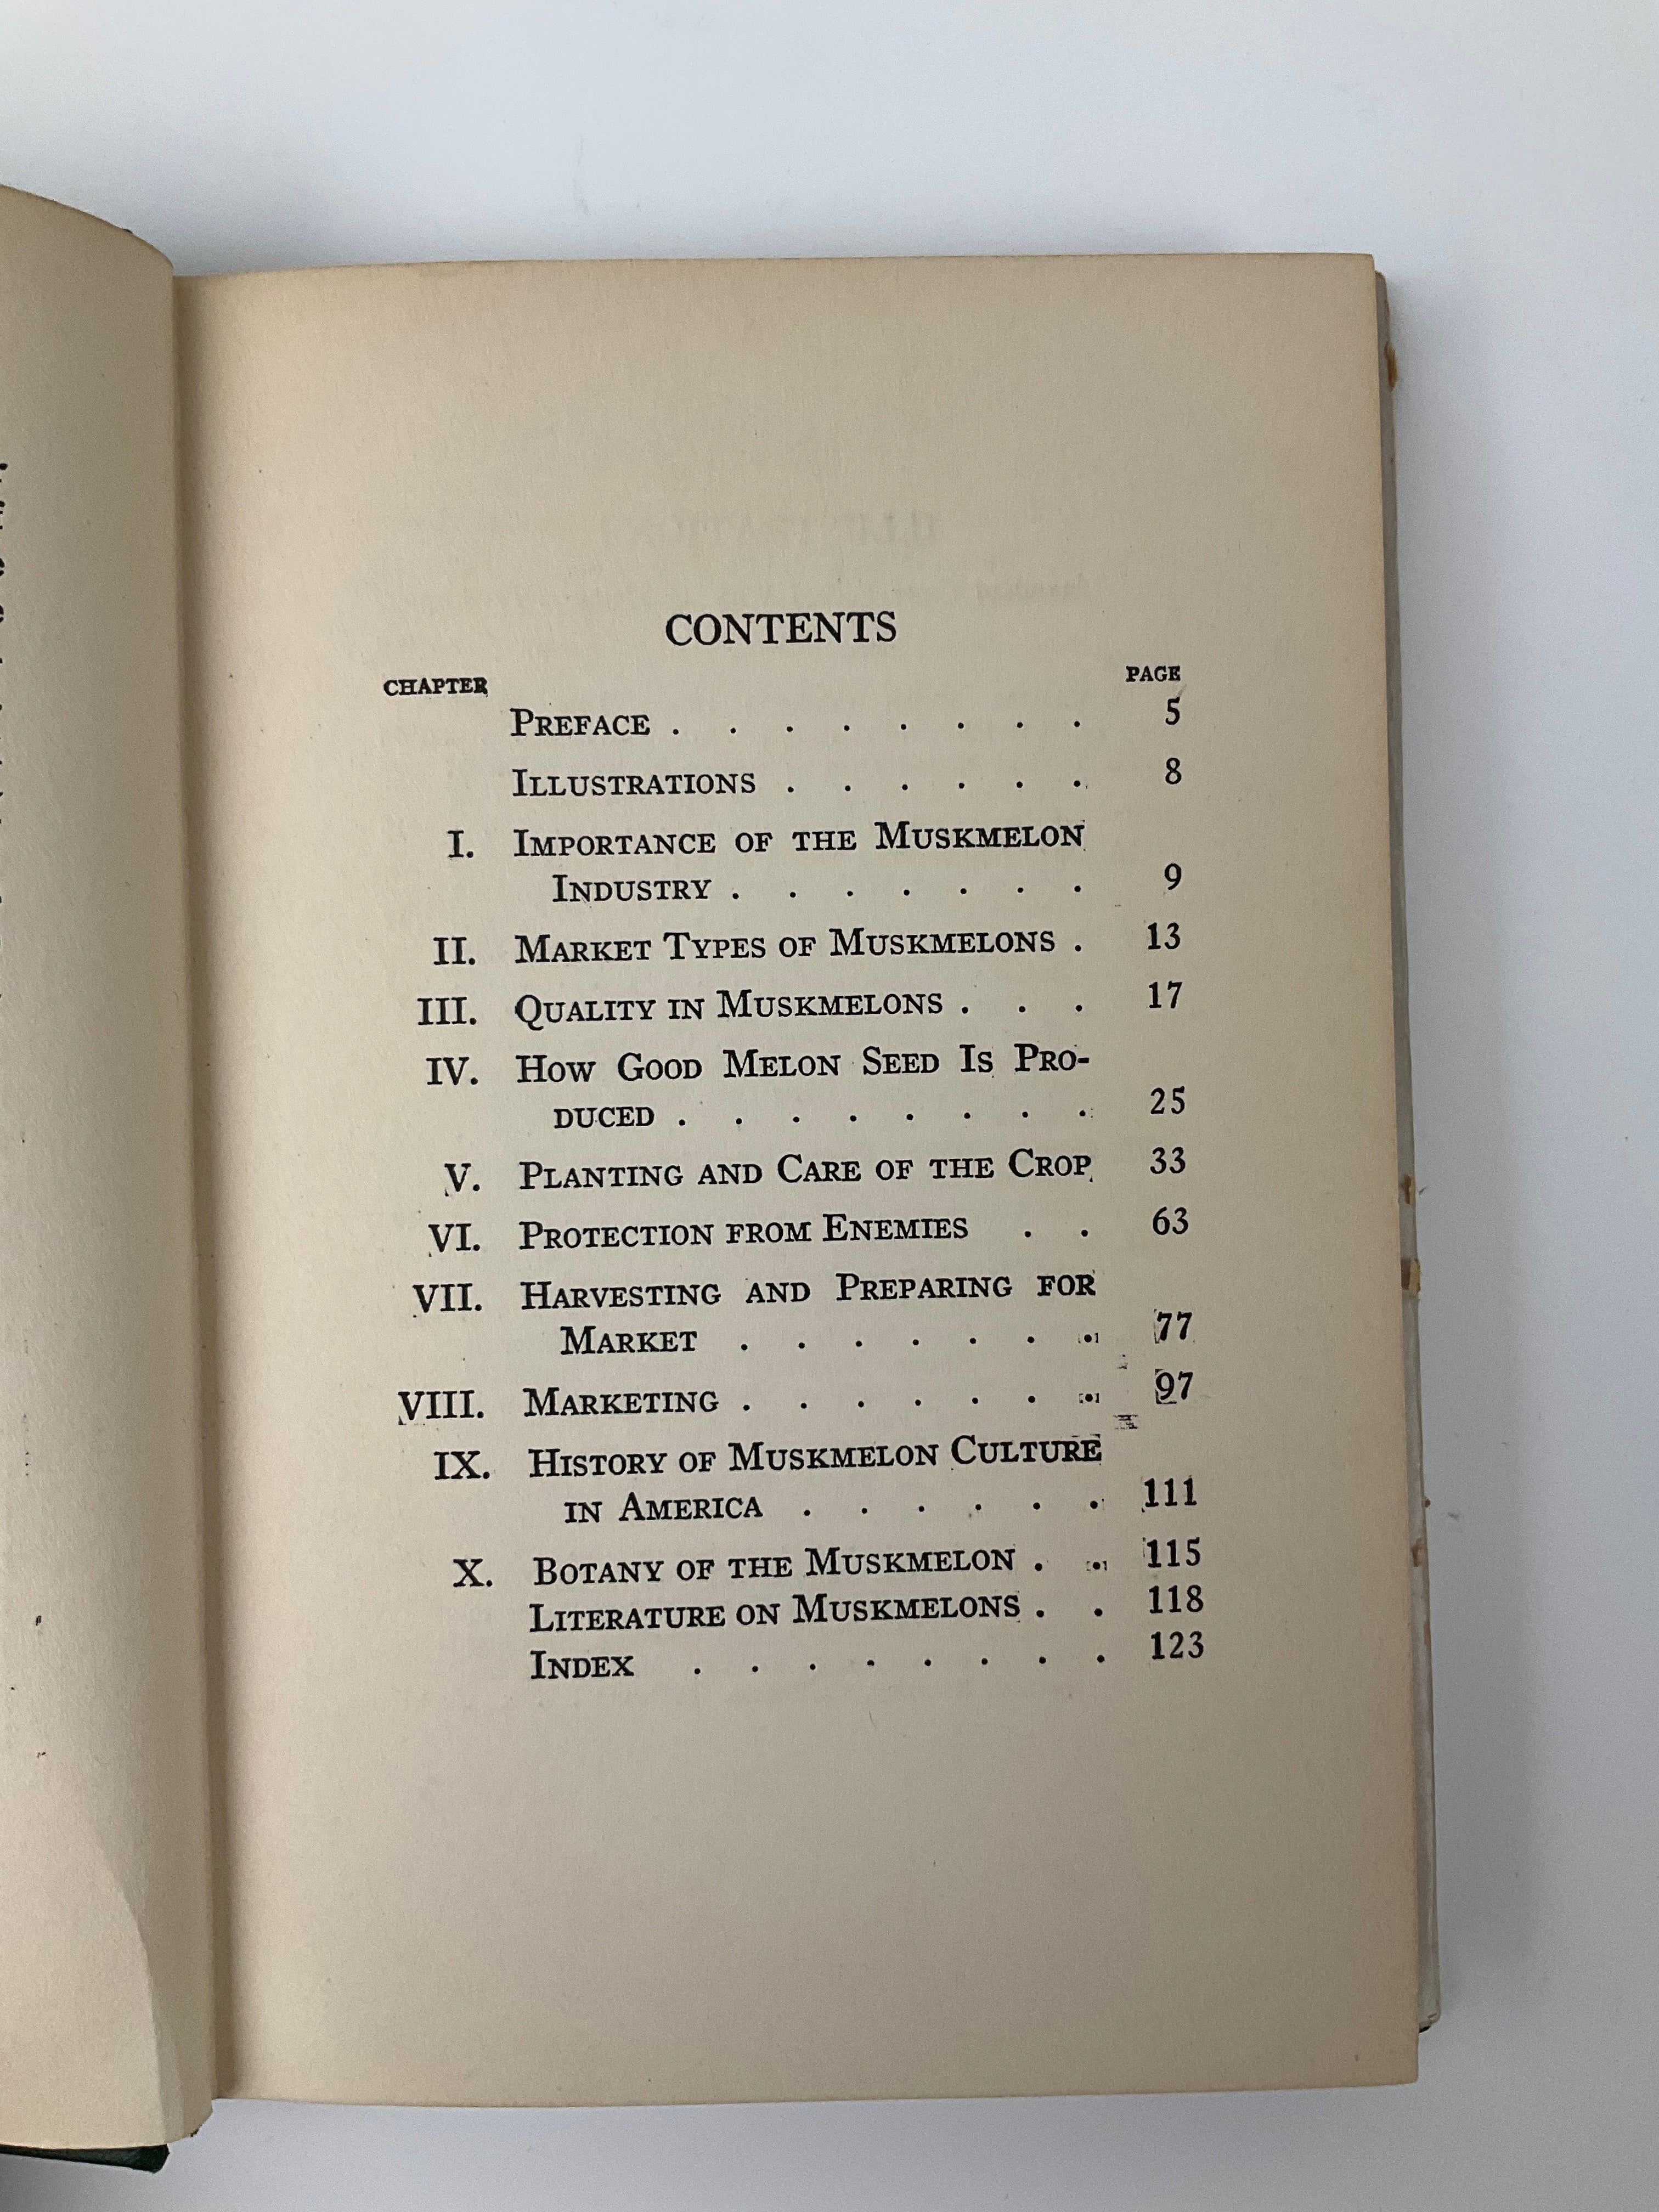 CONTENTS
CHAPTER PAGE
PREFACE . . . . . . . . 5
ILLUSTRATIONS . . . . . . 8
I. IMPORTANCE OF THE MUSKMELON
INDUSTRY . . . . . . . 9
II. MARKET TYPES OF MUSKMELONS . 13
III. QUALITY IN MUSKMELONS . . . 17
IV. HOW GOOD MELON SEED IS PRO-
DUCED . . . . . . . . 25
V. PLANTING AND CARE OF THE CROP 33
VI. PROTECTION FROM ENEMIES . . 63
VII. HARVESTING AND PREPARING FOR
MARKET . . . . . . . 77
VIII. MARKETING . . . . . . . 97
IX. HISTORY OF MUSKMELON CULTURE
IN AMERICA . . . . . . 111
X. BOTANY OF THE MUSKMELON . . 115
LITERATURE ON MUSKMELONS . . 118
INDEX . . . . . . . . 123